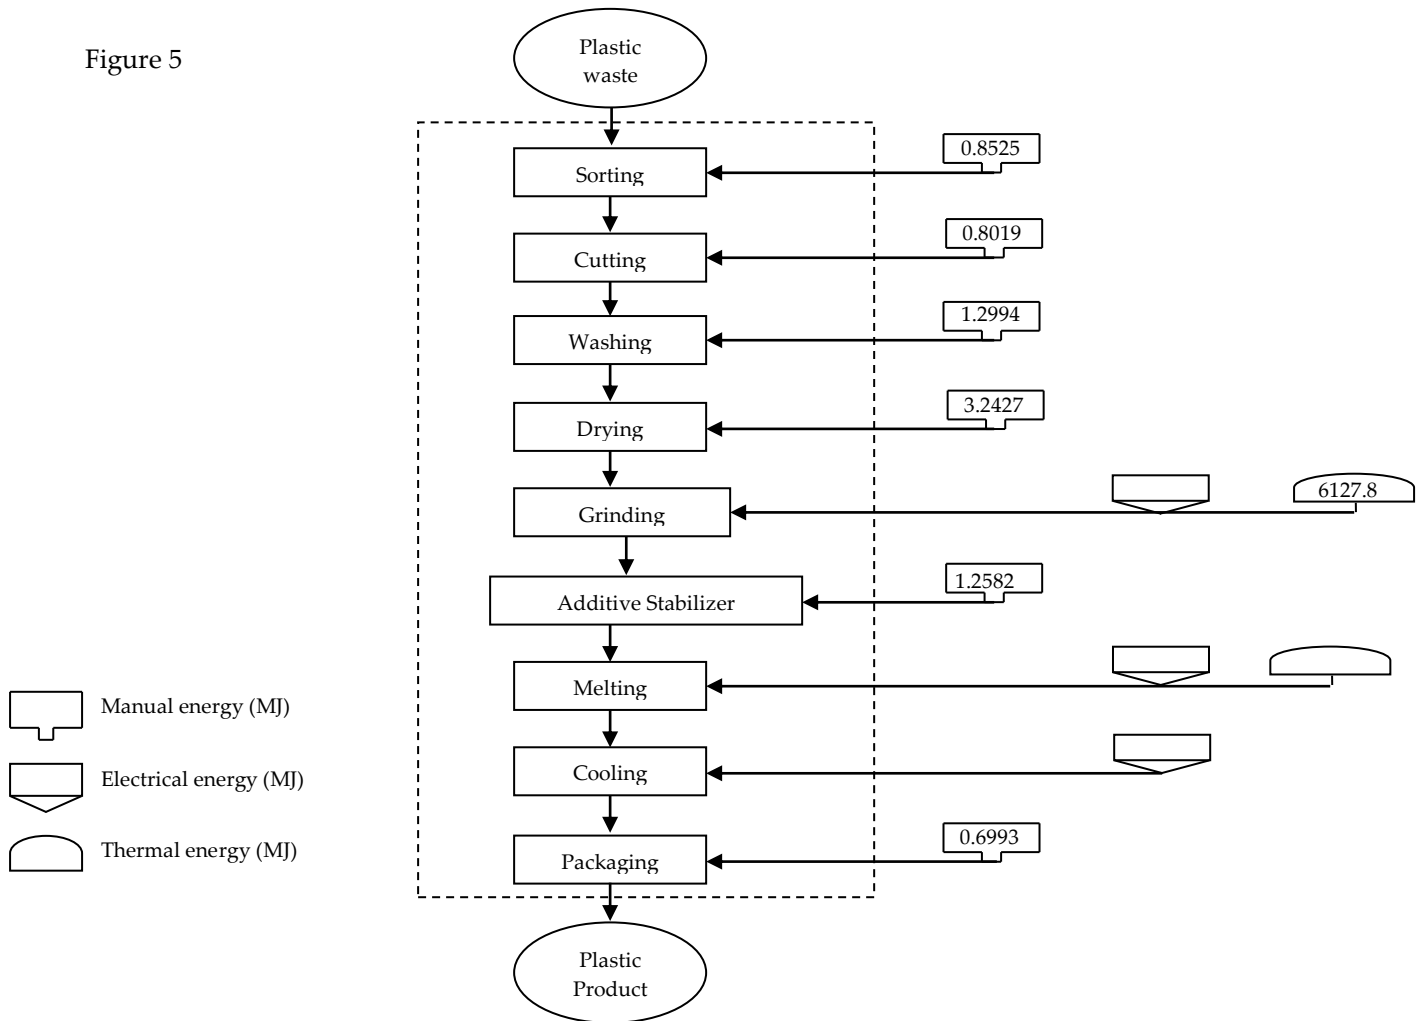 Figure 5
Plastic
waste
0.8525
Sorting
0.8019
Cutting
1.2994
Washing
3.2427
Drying
6127.8
Grinding
1.2582
Additive Stabilizer
Melting
Manual energy (MJ)
Cooling
Electrical energy (MJ)
0.6993
Thermal energy (MJ)
Packaging
Plastic
Product